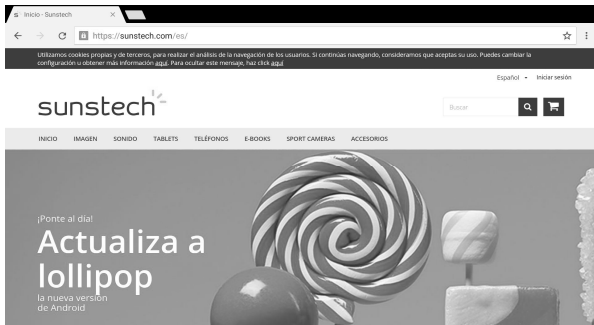 Inicio - Sunstech
https://sunstech.com/es/
Utilizamos cookies propias y de terceros, para realizar el análisis de la navegación de los usuarios. Si continúas navegando, consideramos que aceptas su uso. Puedes cambiar la
configuración u obtener más información aquí. Para ocultar este mensaje, haz click aquí
Español Iniciar sesión
sunstech
Buscar
INICIO IMAGEN SONIDO TABLETS TELÉFONOS E-BOOKS SPORT CAMERAS ACCESORIOS
¡Ponte al día!
Actualiza a
lollipop
la nueva versión
de Android